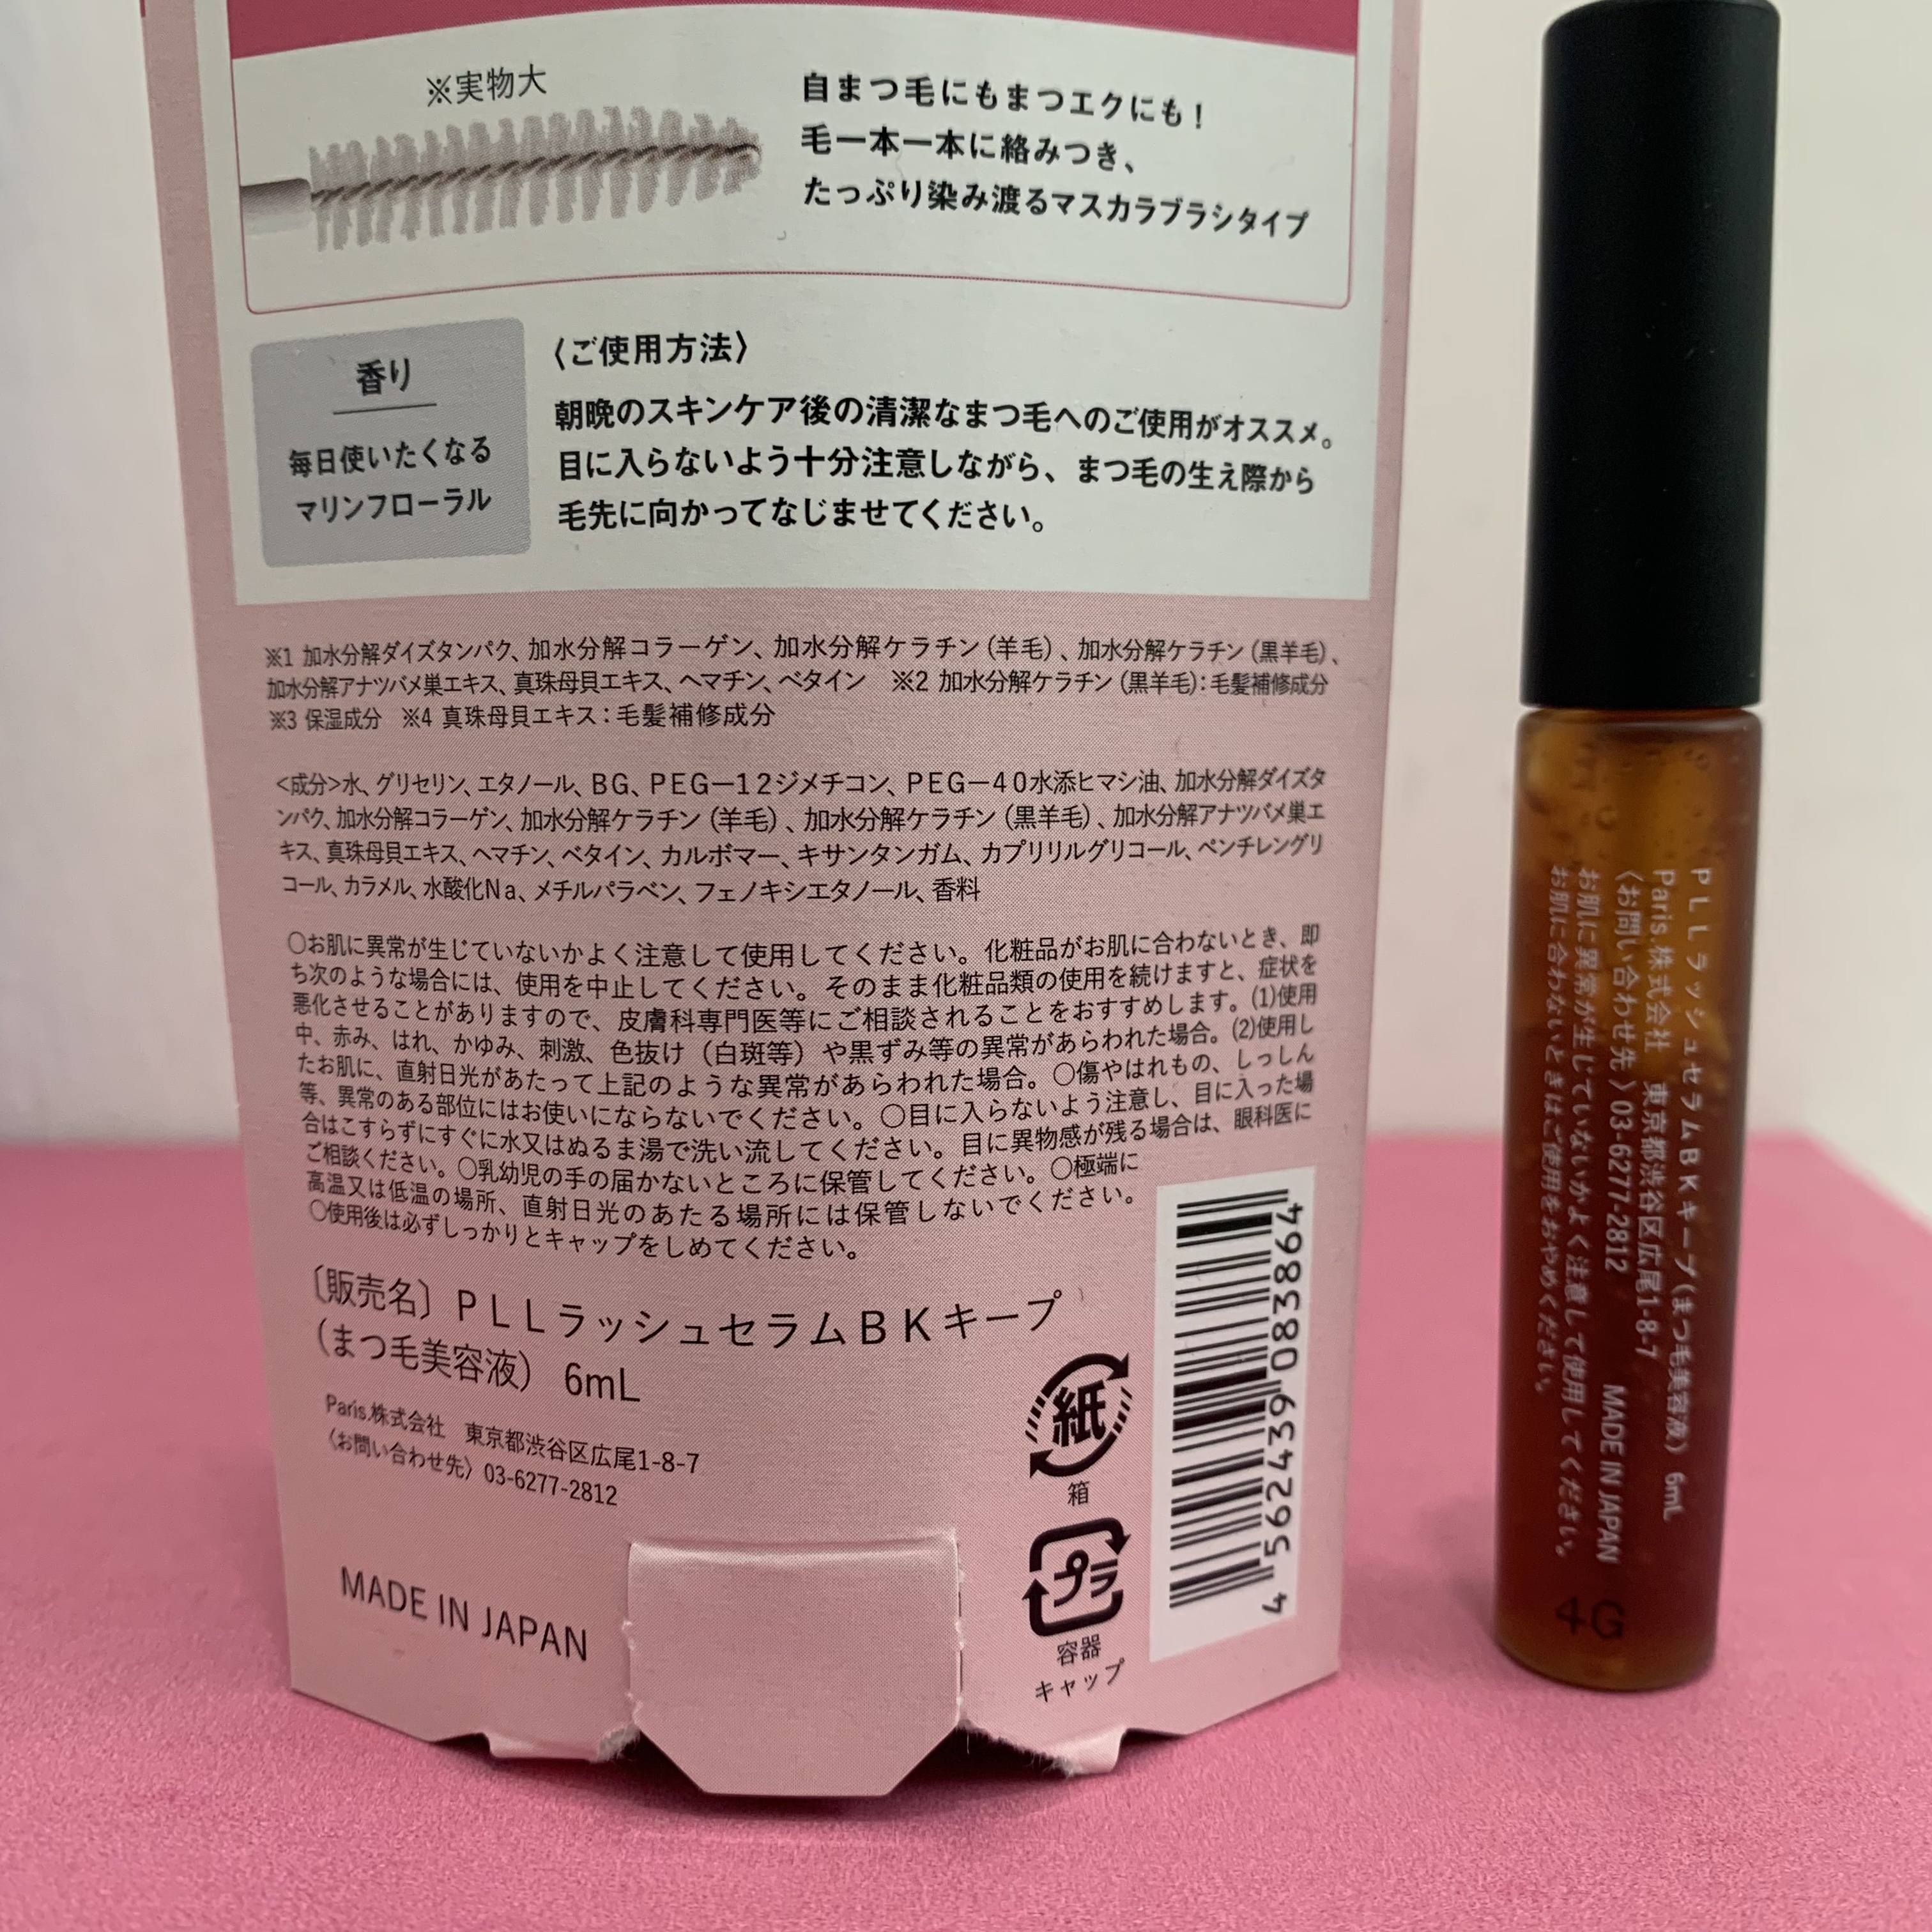 ※実物大
自まつ毛にもまつエクにも!
毛一本一本に絡みつき、
たっぷり染み渡るマスカラブラシタイプ
香り
毎日使いたくなる
マリンフローラル
〈ご使用方法〉
朝晩のスキンケア後の清潔なまつ毛へのご使用がオススメ。
目に入らないよう十分注意しながら、まつ毛の生え際から
毛先に向かってなじませてください。
※1 加水分解ダイズタンパク、加水分解コラーゲン、加水分解ケラチン(羊毛)、加水分解ケラチン(黒羊毛)、
加水分解アナツバメ巣エキス、真珠母貝エキス、ヘマチン、ベタイン ※2 加水分解ケラチン(黒羊毛):毛髪補修成分
※3 保湿成分 ※4 真珠母貝エキス:毛髪補修成分
<成分>水、グリセリン、エタノール、BG、PEG－12ジメチコン、PEG－40水添ヒマシ油、加水分解ダイズタ
ンパク、加水分解コラーゲン、加水分解ケラチン(羊毛)、加水分解ケラチン(黒羊毛)、加水分解アナツバメ巣エ
キス、真珠母貝エキス、ヘマチン、ベタイン、カルボマー、キサンタンガム、カプリリルグリコール、ペンチレングリ
コール、カラメル、水酸化Na、メチルパラベン、フェノキシエタノール、香料
○お肌に異常が生じていないかよく注意して使用してください。化粧品がお肌に合わないとき、即
ち次のような場合には、使用を中止してください。そのまま化粧品類の使用を続けますと、症状を
悪化させることがありますので、皮膚科専門医等にご相談されることをおすすめします。(1)使用
中、赤み、はれ、かゆみ、刺激、色抜け(白斑等)や黒ずみ等の異常があらわれた場合。(2)使用し
たお肌に、直射日光があたって上記のような異常があらわれた場合。○傷やはれもの、しっしん
等、異常のある部位にはお使いにならないでください。○目に入らないよう注意し、目に入った場
合はこすらずにすぐに水又はぬるま湯で洗い流してください。目に異物感が残る場合は、眼科医に
ご相談ください。○乳幼児の手の届かないところに保管してください。○極端に
高温又は低温の場所、直射日光のあたる場所には保管しないでください。
○使用後は必ずしっかりとキャップをしめてください。
〔販売名〕PLLラッシュセラムBKキープ
(まつ毛美容液) 6mL
Paris.株式会社 東京都渋谷区広尾1-8-7
〈お問い合わせ先〉03-6277-2812
MADE IN JAPAN
紙
箱
プラ
容器
キャップ
4 562439 083864
PLLラッシュセラムBKキープ(まつ毛美容液) 6mL
Paris.株式会社 東京都渋谷区広尾1-8-7
〈お問い合わせ先〉03-6277-2812 MADE IN JAPAN
お肌に異常が生じていないかよく注意して使用してください。
お肌に合わないときはご使用をおやめください。
4G